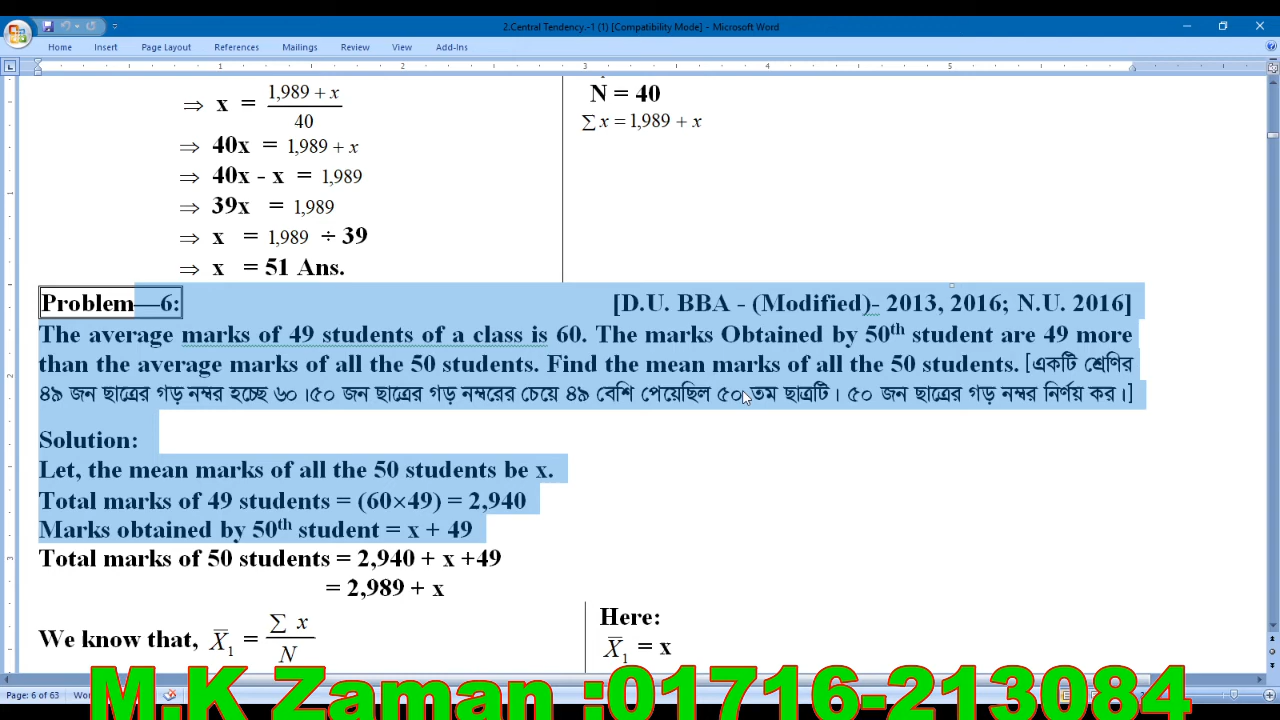 2.Central Tendency.-1 (1) [Compatibility Mode] - Microsoft Word
Home Insert Page Layout References Mailings Review View Add-Ins
1 2 3 4 5
⇒ x = (1,989 + x) / 40
⇒ 40x = 1,989 + x
⇒ 40x - x = 1,989
⇒ 39x = 1,989
⇒ x = 1,989 ÷ 39
⇒ x = 51 Ans.
N = 40
∑ x = 1,989 + x
Problem—6: [D.U. BBA - (Modified)- 2013, 2016; N.U. 2016]
The average marks of 49 students of a class is 60. The marks Obtained by 50th student are 49 more
than the average marks of all the 50 students. Find the mean marks of all the 50 students. [একটি শ্রেণির
৪৯ জন ছাত্রের গড় নম্বর হচ্ছে ৬০।৫০ জন ছাত্রের গড় নম্বরের চেয়ে ৪৯ বেশি পেয়েছিল ৫০ তম ছাত্রটি। ৫০ জন ছাত্রের গড় নম্বর নির্ণয় কর।]
Solution:
Let, the mean marks of all the 50 students be x.
Total marks of 49 students = (60×49) = 2,940
Marks obtained by 50th student = x + 49
Total marks of 50 students = 2,940 + x +49
= 2,989 + x
We know that, X̄1 = ∑ x / N
Here:
X̄1 = x
Page: 6 of 63
M.K Zaman :01716-213084